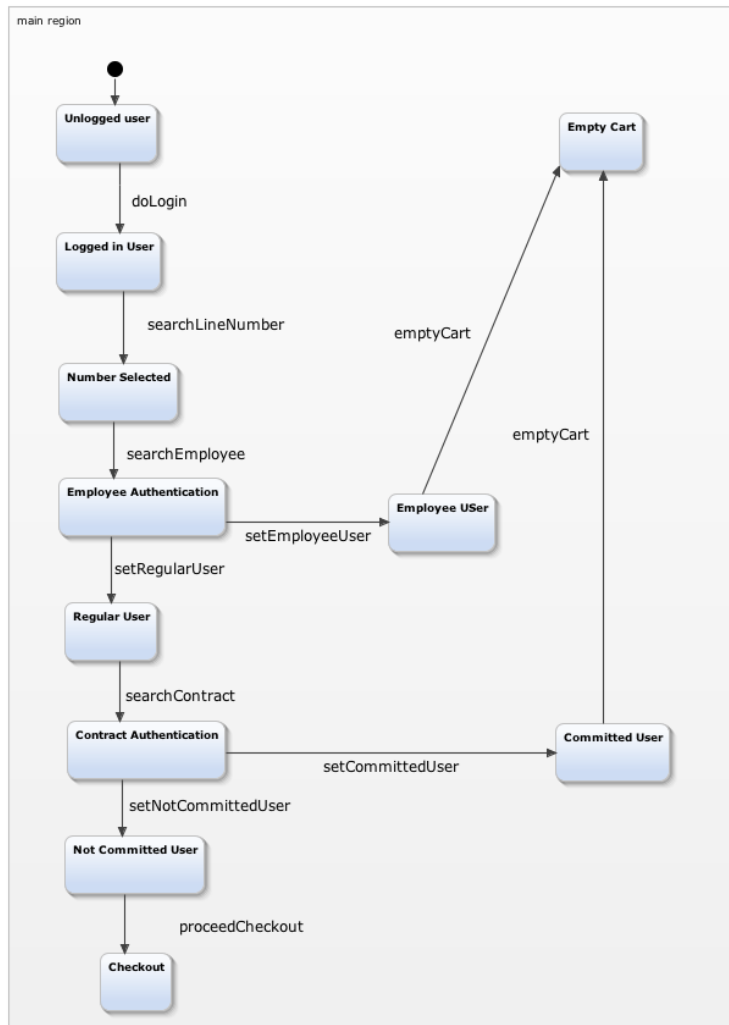 main region
Unlogged user
Empty Cart
doLogin
Logged in User
searchLineNumber
emptyCart
Number Selected
emptyCart
searchEmployee
Employee Authentication
Employee USer
setEmployeeUser
setRegularUser
Regular User
searchContract
Contract Authentication
Committed User
setCommittedUser
setNotCommittedUser
Not Committed User
proceedCheckout
Checkout